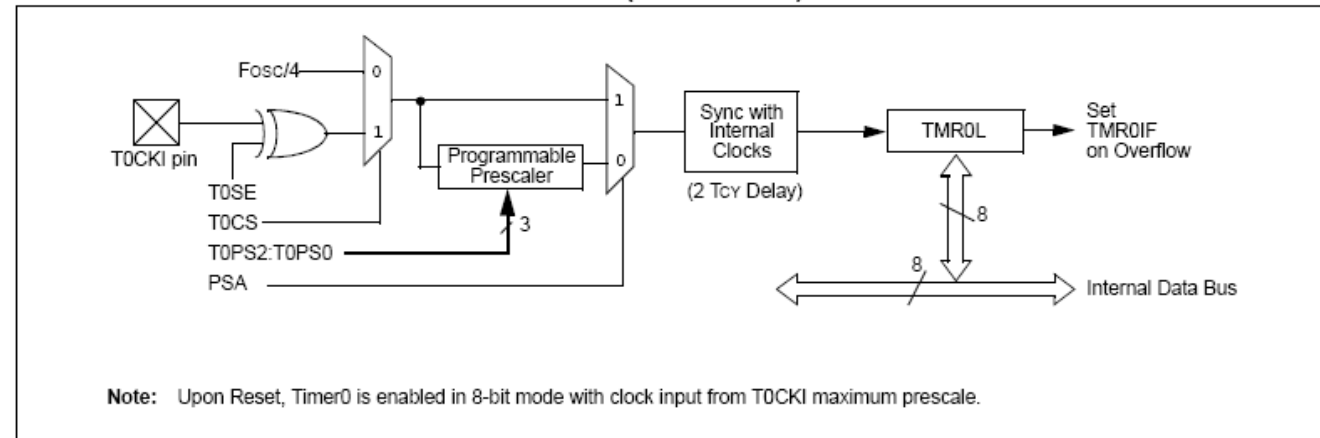 Fosc/4
0
1
T0CKI pin
T0SE
T0CS
T0PS2:T0PS0
PSA
Programmable
Prescaler
3
1
0
Sync with
Internal
Clocks
(2 TCY Delay)
TMR0L
Set
TMR0IF
on Overflow
8
8
Internal Data Bus
Note: Upon Reset, Timer0 is enabled in 8-bit mode with clock input from T0CKI maximum prescale.